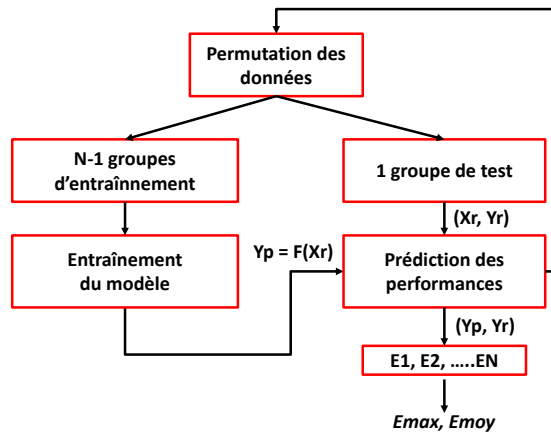 Permutation des
données
N-1 groupes
d'entraînnement
1 groupe de test
(Xr, Yr)
Entraînement
du modèle
Yp = F(Xr)
Prédiction des
performances
(Yp, Yr)
E1, E2, .....EN
Emax, Emoy